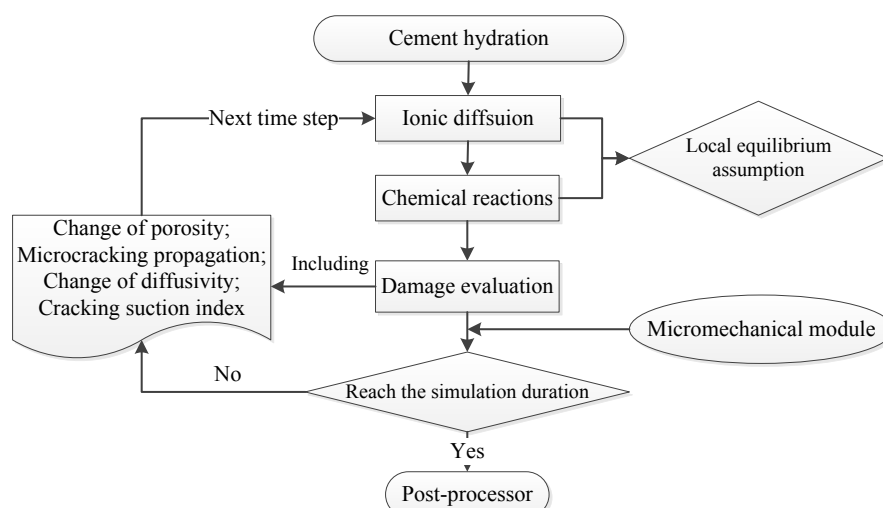 Cement hydration
Next time step
Ionic diffsuion
Local equilibrium
assumption
Chemical reactions
Change of porosity;
Microcracking propagation;
Change of diffusivity;
Cracking suction index
Including
Damage evaluation
Micromechanical module
No
Reach the simulation duration
Yes
Post-processor